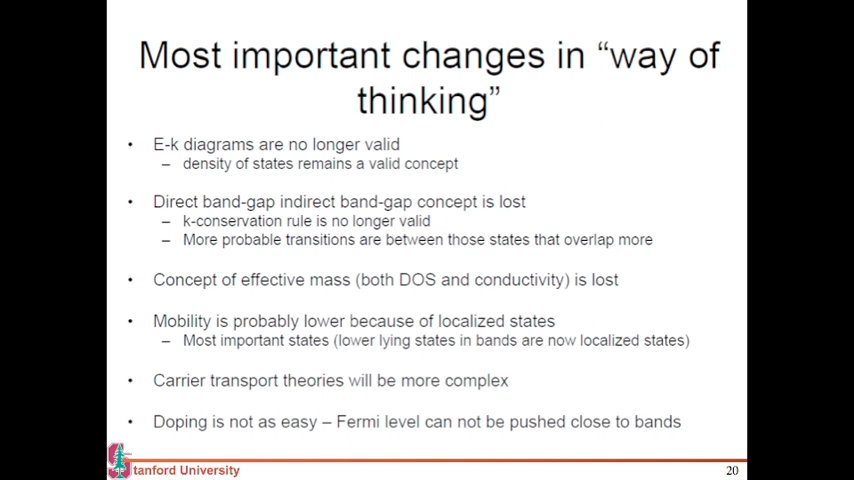 Most important changes in “way of
thinking”
• E-k diagrams are no longer valid
– density of states remains a valid concept
• Direct band-gap indirect band-gap concept is lost
– k-conservation rule is no longer valid
– More probable transitions are between those states that overlap more
• Concept of effective mass (both DOS and conductivity) is lost
• Mobility is probably lower because of localized states
– Most important states (lower lying states in bands are now localized states)
• Carrier transport theories will be more complex
• Doping is not as easy – Fermi level can not be pushed close to bands
Stanford University
20